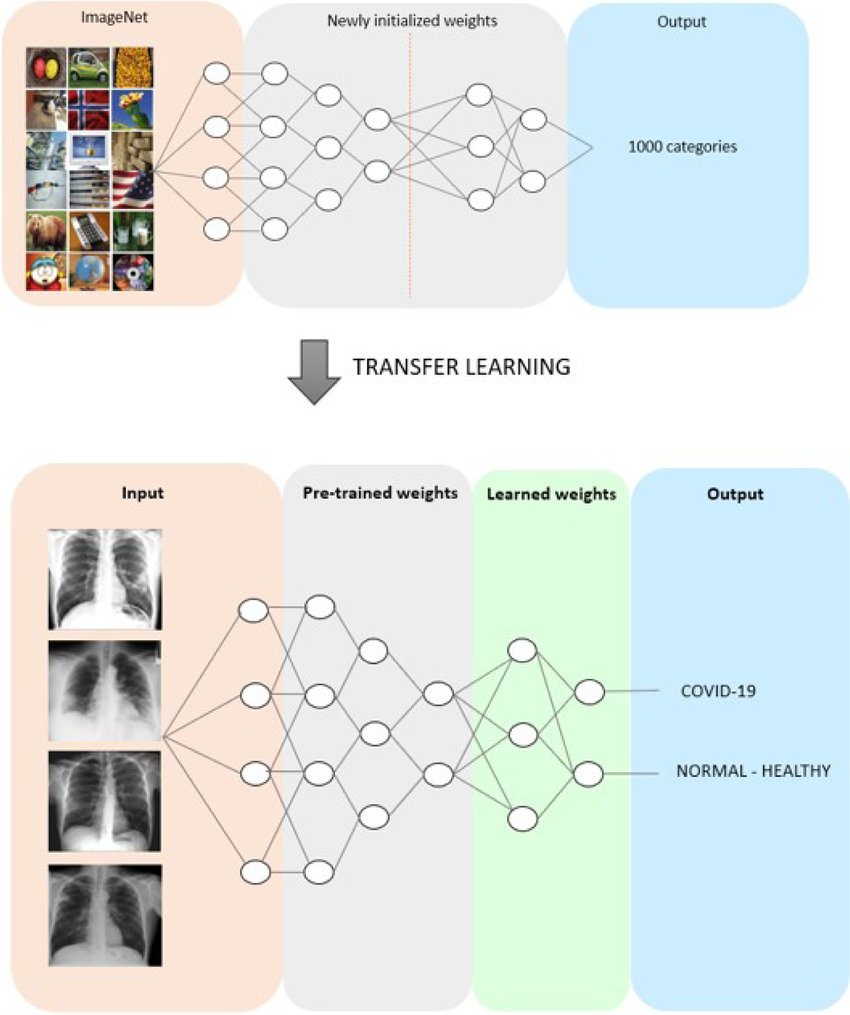 ImageNet
Newly initialized weights
Output
1000 categories
TRANSFER LEARNING
Input
Pre-trained weights
Learned weights
Output
COVID-19
NORMAL - HEALTHY